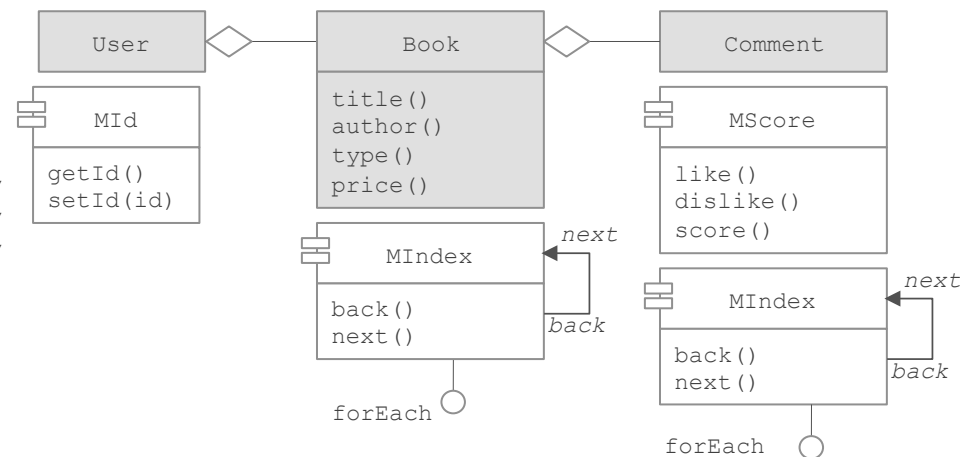 User
Book
Comment
MId
getId()
setId(id)
title()
author()
type()
price()
MScore
like()
dislike()
score()
MIndex
next
back()
next()
back
forEach
MIndex
next
back()
next()
back
forEach